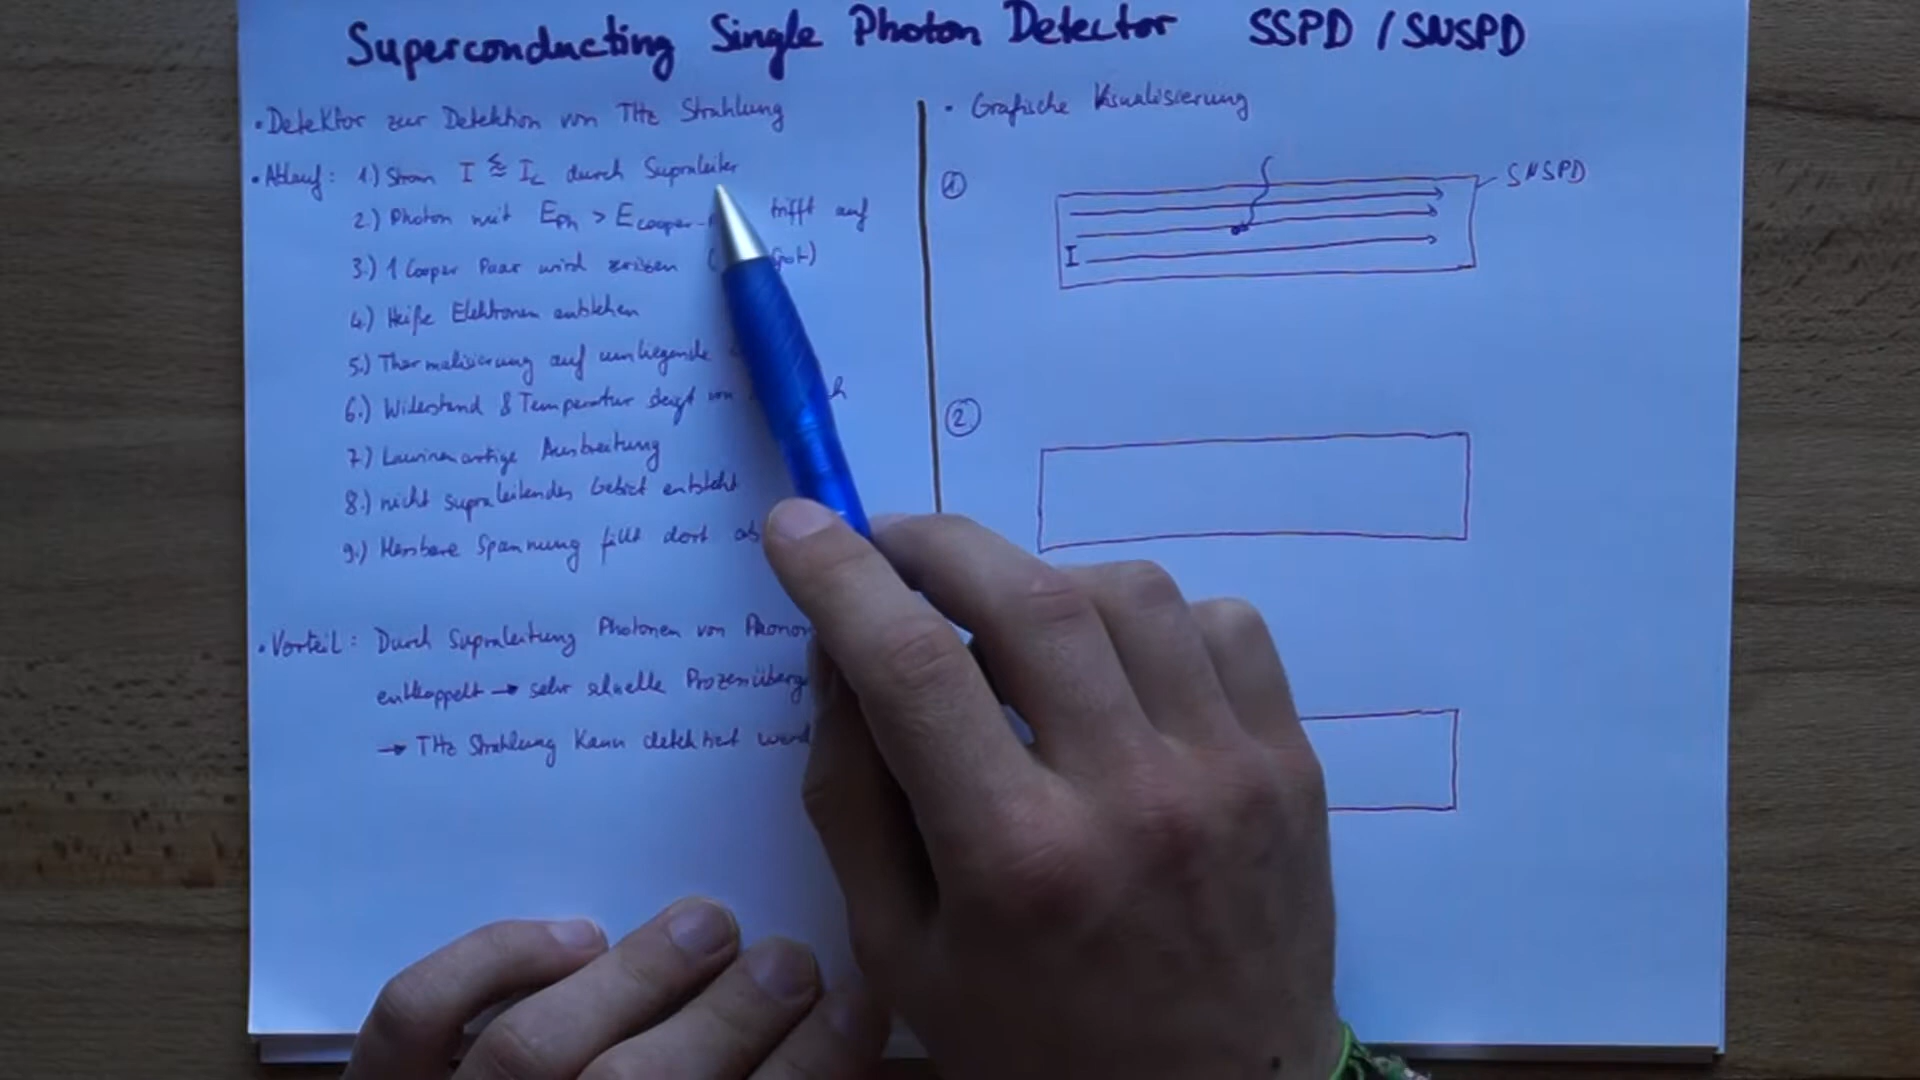 Superconducting Single Photon Detector SSPD / SNSPD
• Detektor zur Detektion von THz Strahlung
• Ablauf: 1.) Strom I ⪅ Ic durch Supraleiter
2.) Photon mit EPh > Ecooper- trifft auf
3.) 1 Cooper Paar wird zerissen
4.) Heiße Elektronen entstehen
5.) Thermalisierung auf umliegende
6.) Widerstand & Temperatur steigt von
7.) Lawinenartige Ausbreitung
8.) nicht supraleitendes Gebiet entsteht
9.) Messbare Spannung fällt dort ab
• Vorteil: Durch Supraleitung Photonen von Phonon
entkoppelt → sehr schnelle Prozessüberg
→ THz Strahlung kann detektiert werd
• Grafische Visualisierung
①
SNSPD
I
②